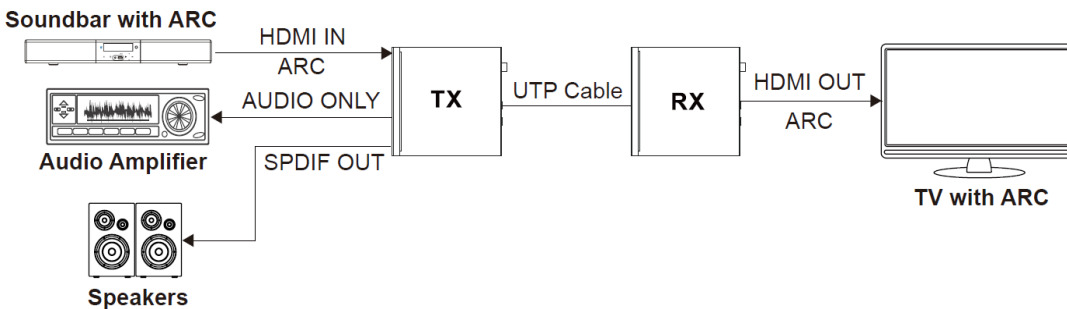 Soundbar with ARC
HDMI IN
ARC
AUDIO ONLY
Audio Amplifier
SPDIF OUT
Speakers
TX
UTP Cable
RX
HDMI OUT
ARC
TV with ARC